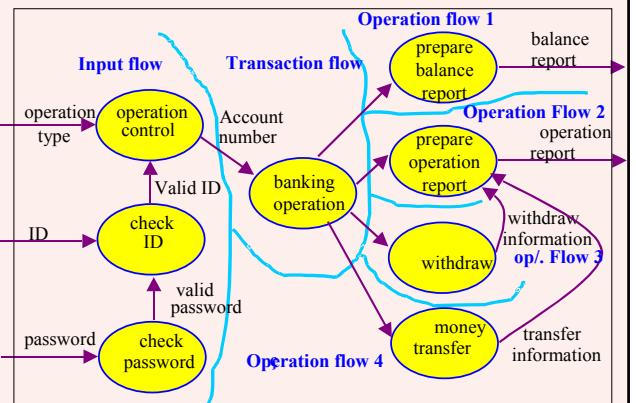 Operation flow 1
Input flow
Transaction flow
prepare
balance
report
balance
report
operation
type
operation
control
Account
number
Operation Flow 2
prepare
operation
report
operation
report
Valid ID
banking
operation
ID
check
ID
withdraw
information
withdraw
op/. Flow 3
valid
password
password
check
password
money
transfer
transfer
information
Operation flow 4